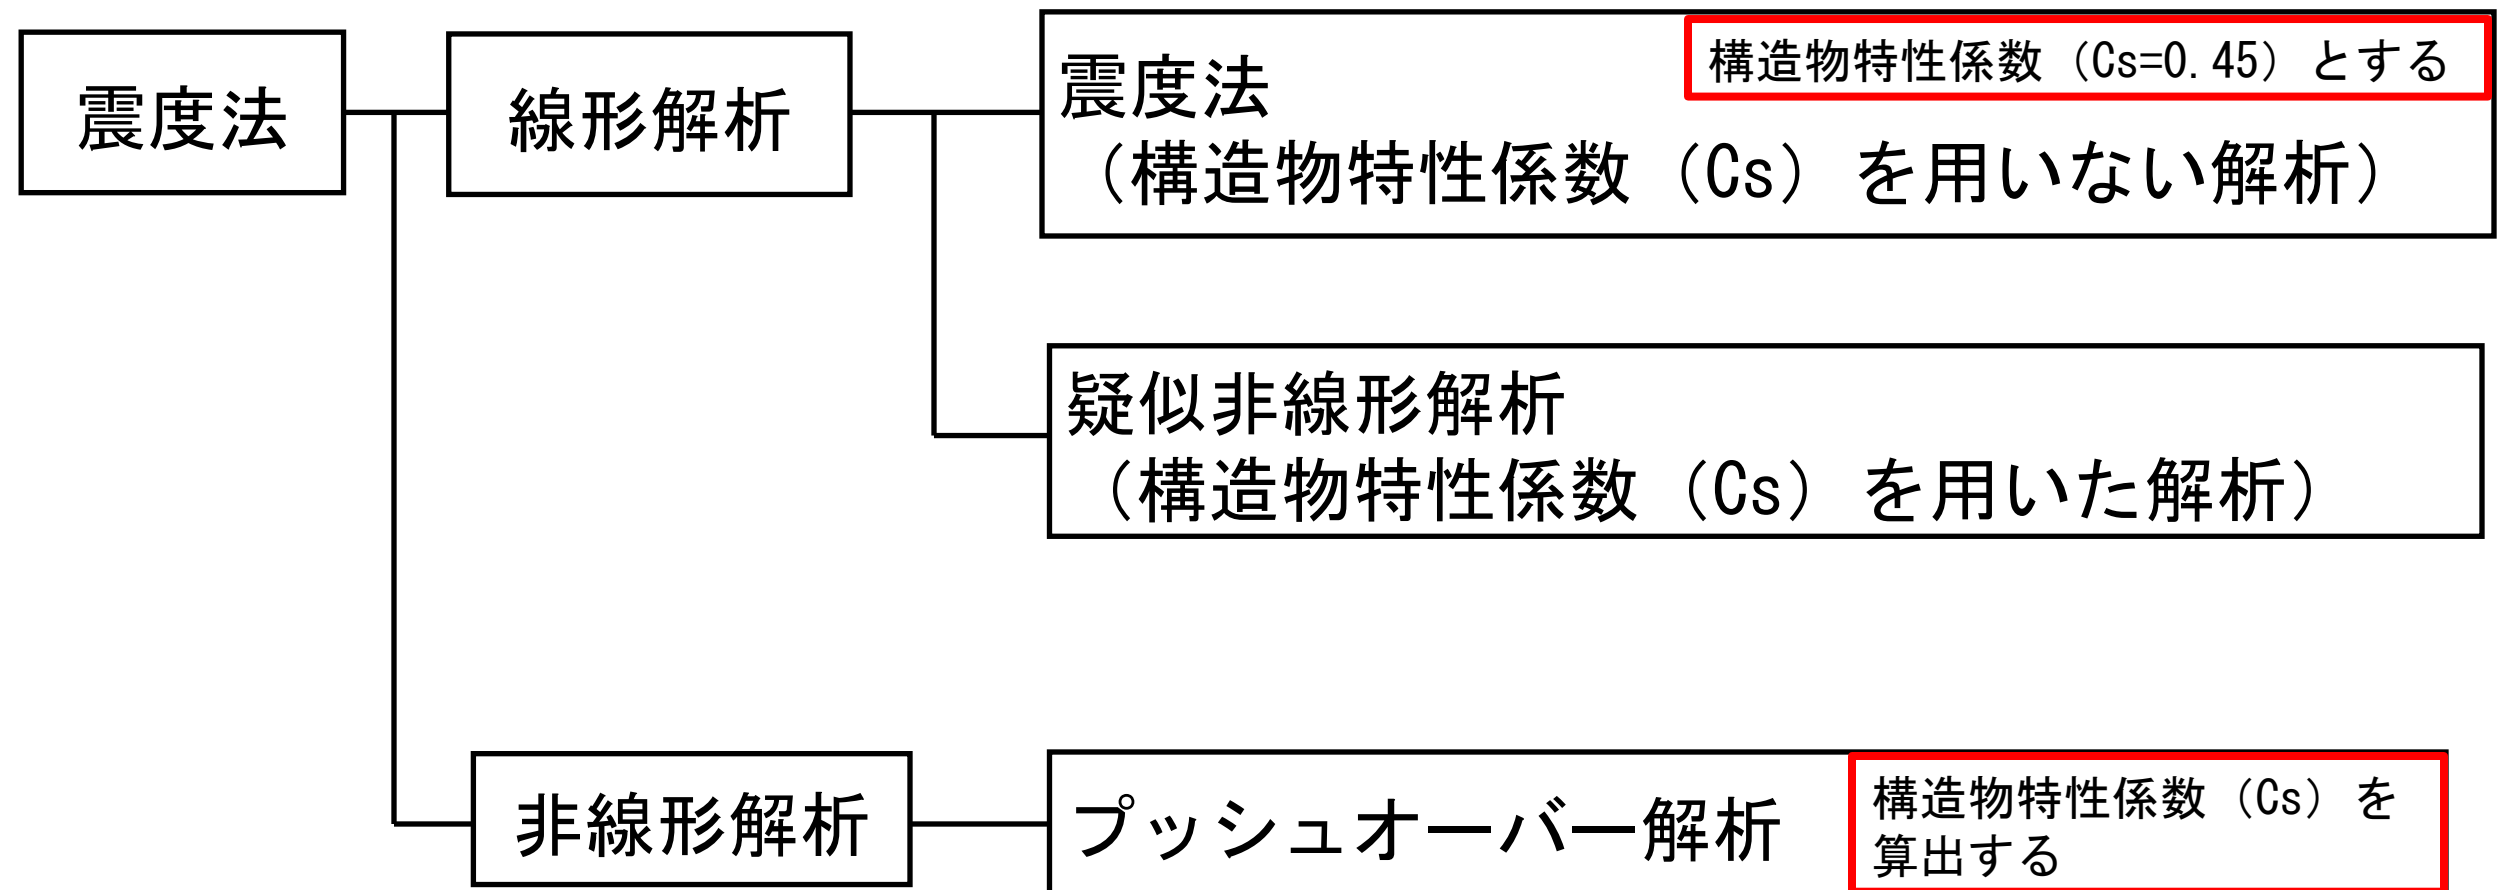 震度法
線形解析
震度法
（構造物特性係数（Cs）を用いない解析）
構造物特性係数（Cs=0.45）とする
疑似非線形解析
（構造物特性係数（Cs）を用いた解析）
非線形解析
プッシュオーバー解析
構造物特性係数（Cs）を
算出する